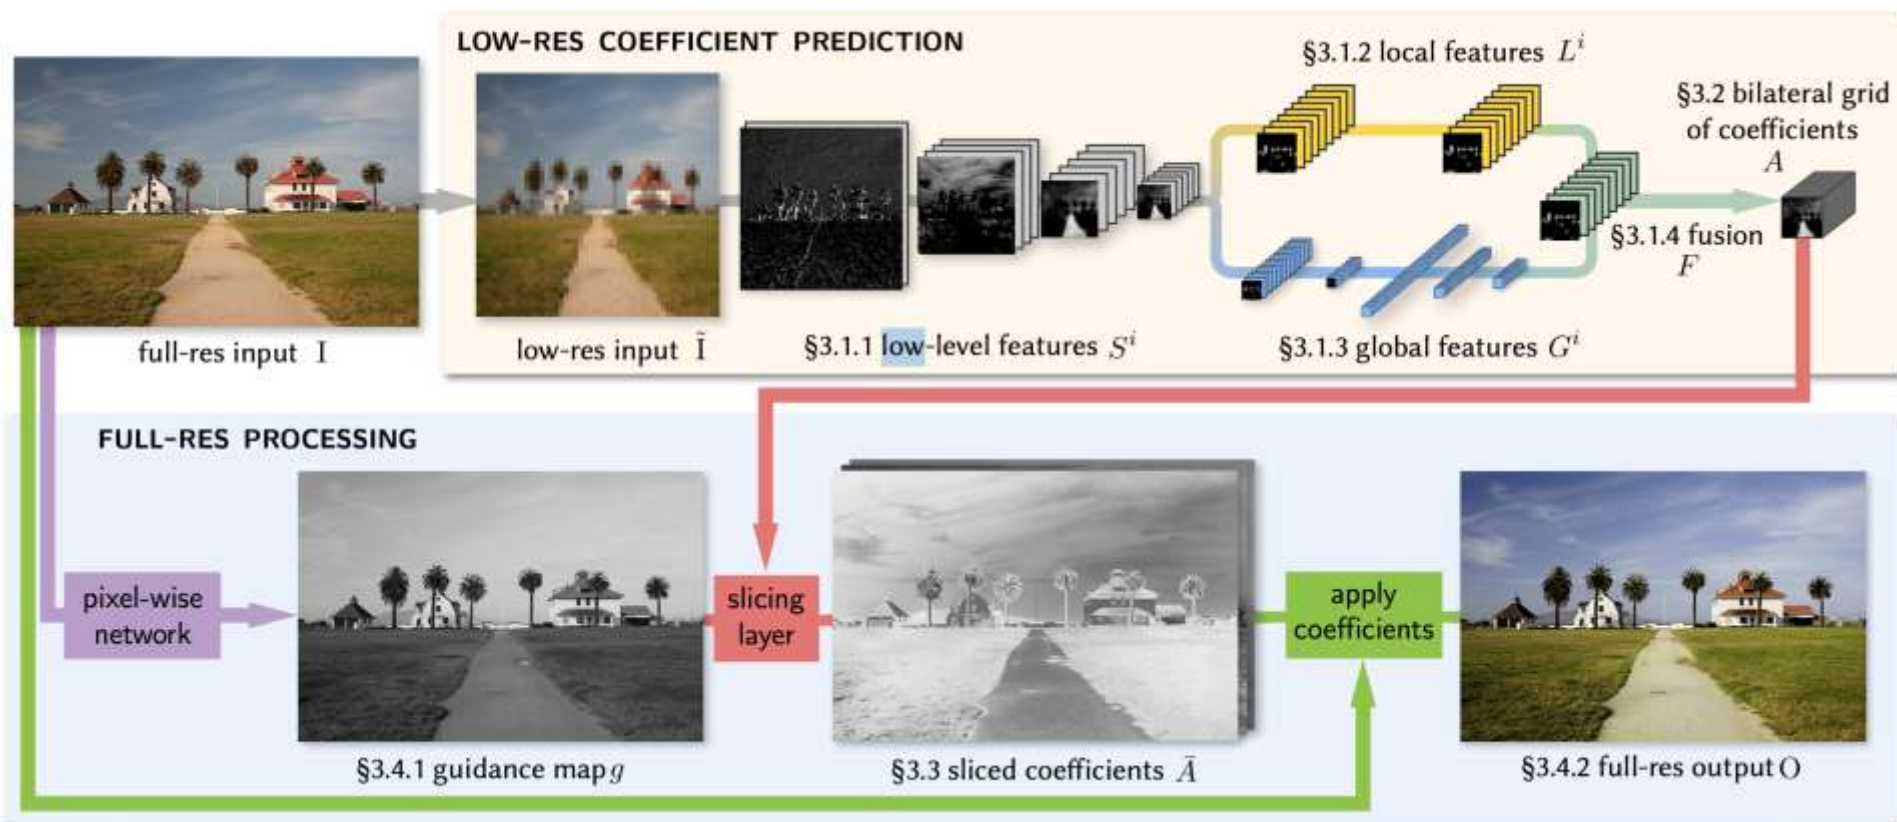 LOW-RES COEFFICIENT PREDICTION
§3.1.2 local features Lⁱ
§3.2 bilateral grid
of coefficients
A
§3.1.4 fusion
F
full-res input I
low-res input Ĩ
§3.1.1 low-level features Sⁱ
§3.1.3 global features Gⁱ
FULL-RES PROCESSING
pixel-wise
network
slicing
layer
apply
coefficients
§3.4.1 guidance map g
§3.3 sliced coefficients Ā
§3.4.2 full-res output O